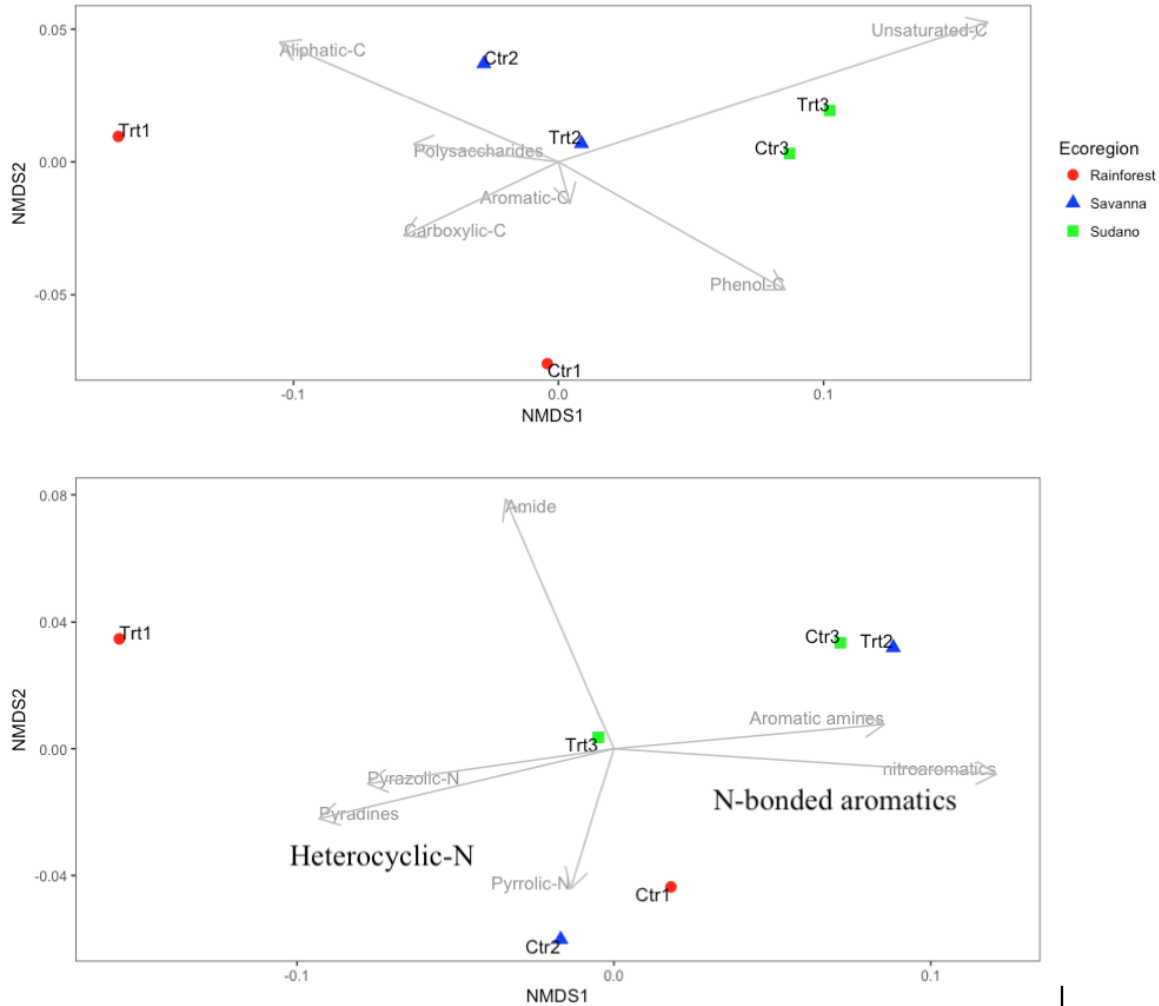 0.05
0.00
-0.05
NMDS2
Aliphatic-C
Unsaturated-C
Ctr2
Trt3
Trt1
Trt2
Ctr3
Polysaccharides
Aromatic-C
Carboxylic-C
Phenol-C
Ctr1
-0.1
0.0
0.1
NMDS1
Ecoregion
Rainforest
Savanna
Sudano
0.08
0.04
0.00
-0.04
NMDS2
Amide
Trt1
Ctr3
Trt2
Aromatic amines
Trt3
Pyrazolic-N
nitroaromatics
Pyradines
N-bonded aromatics
Heterocyclic-N
Pyrrolic-N
Ctr1
Ctr2
-0.1
0.0
0.1
NMDS1